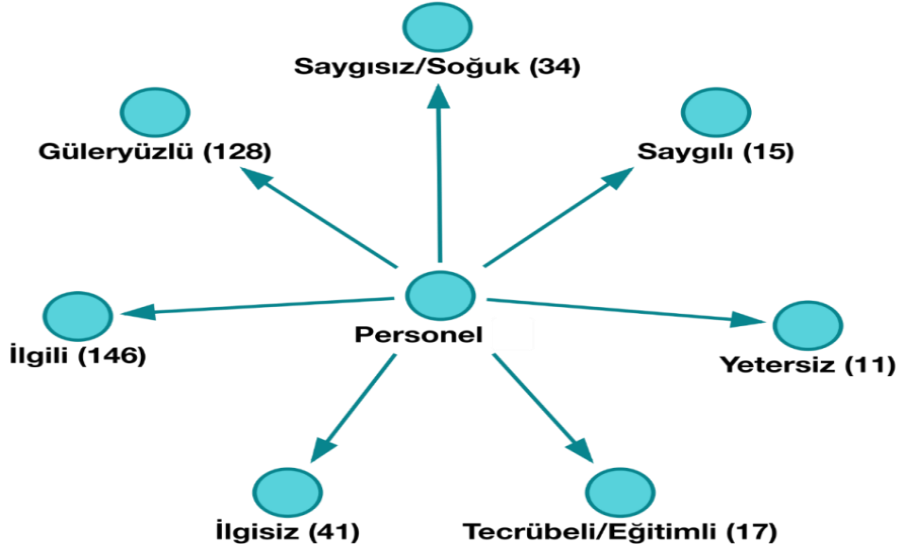 Saygısız/Soğuk (34)
Güleryüzlü (128)
Saygılı (15)
Personel
İlgili (146)
Yetersiz (11)
İlgisiz (41)
Tecrübeli/Eğitimli (17)